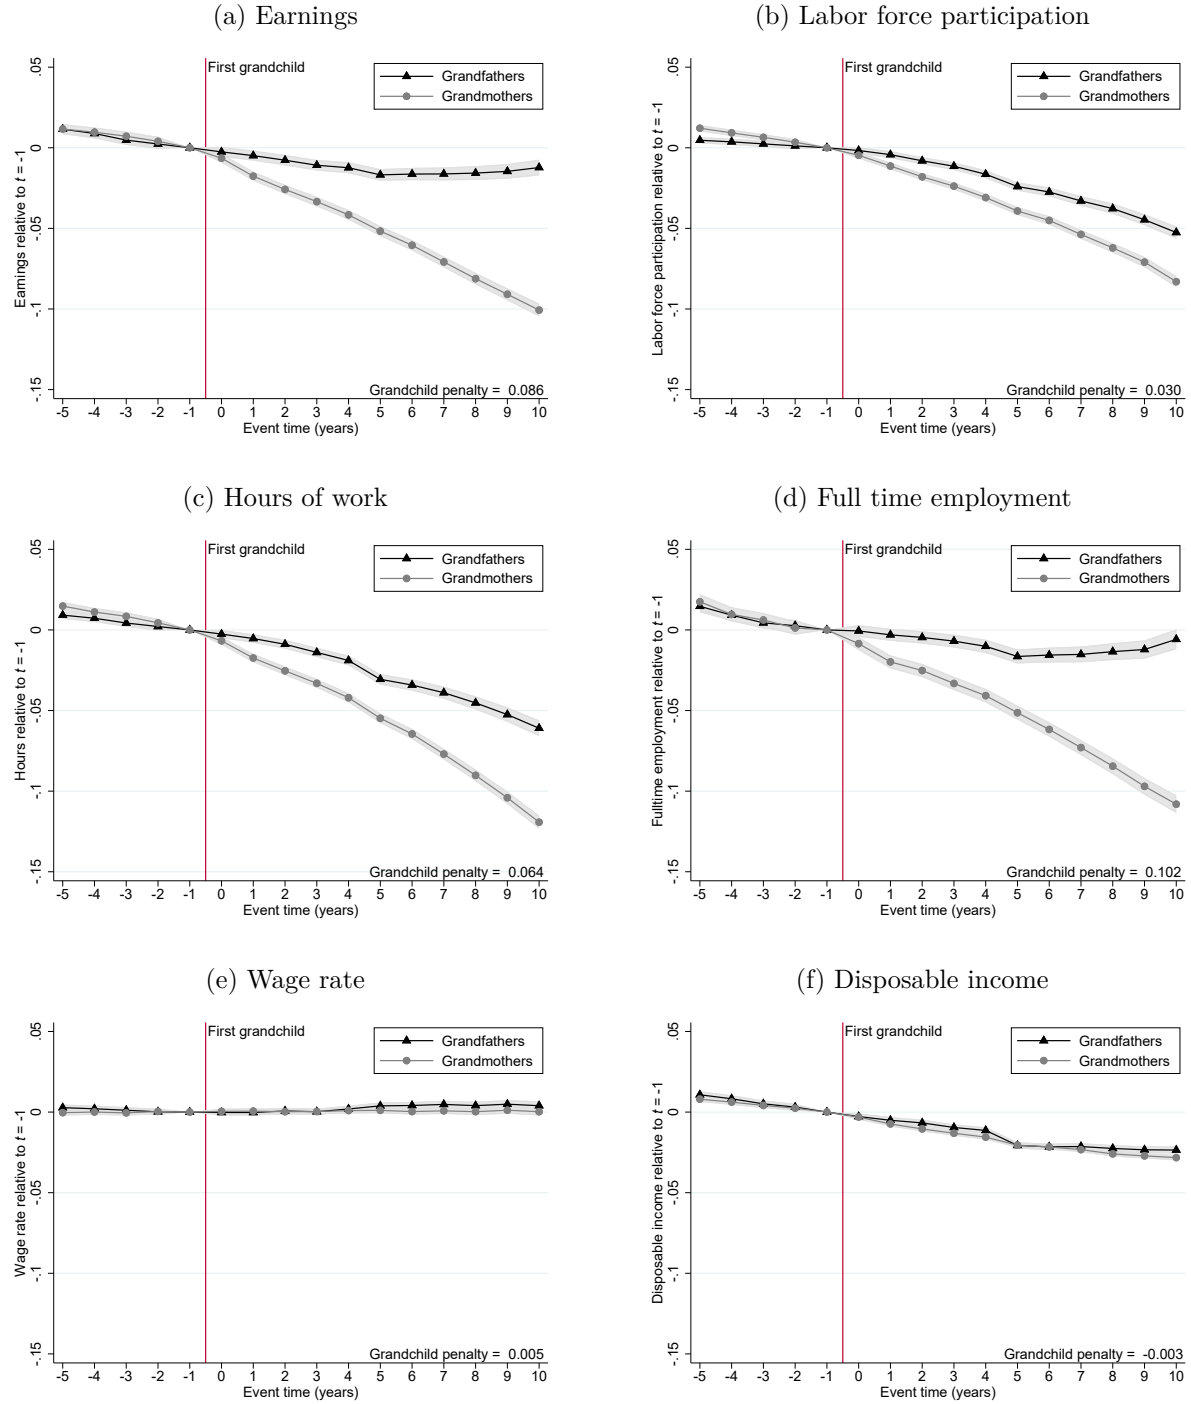 (a) Earnings
First grandchild
Grandfathers
Grandmothers
Earnings relative to t = -1
.05
0
-.05
-.1
-.15
Grandchild penalty = 0.086
-5 -4 -3 -2 -1 0 1 2 3 4 5 6 7 8 9 10
Event time (years)
(b) Labor force participation
First grandchild
Grandfathers
Grandmothers
Labor force participation relative to t = -1
.05
0
-.05
-.1
-.15
Grandchild penalty = 0.030
-5 -4 -3 -2 -1 0 1 2 3 4 5 6 7 8 9 10
Event time (years)
(c) Hours of work
First grandchild
Grandfathers
Grandmothers
Hours relative to t = -1
.05
0
-.05
-.1
-.15
Grandchild penalty = 0.064
-5 -4 -3 -2 -1 0 1 2 3 4 5 6 7 8 9 10
Event time (years)
(d) Full time employment
First grandchild
Grandfathers
Grandmothers
Fulltime employment relative to t = -1
.05
0
-.05
-.1
-.15
Grandchild penalty = 0.102
-5 -4 -3 -2 -1 0 1 2 3 4 5 6 7 8 9 10
Event time (years)
(e) Wage rate
First grandchild
Grandfathers
Grandmothers
Wage rate relative to t = -1
.05
0
-.05
-.1
-.15
Grandchild penalty = 0.005
-5 -4 -3 -2 -1 0 1 2 3 4 5 6 7 8 9 10
Event time (years)
(f) Disposable income
First grandchild
Grandfathers
Grandmothers
Disposable income relative to t = -1
.05
0
-.05
-.1
-.15
Grandchild penalty = -0.003
-5 -4 -3 -2 -1 0 1 2 3 4 5 6 7 8 9 10
Event time (years)